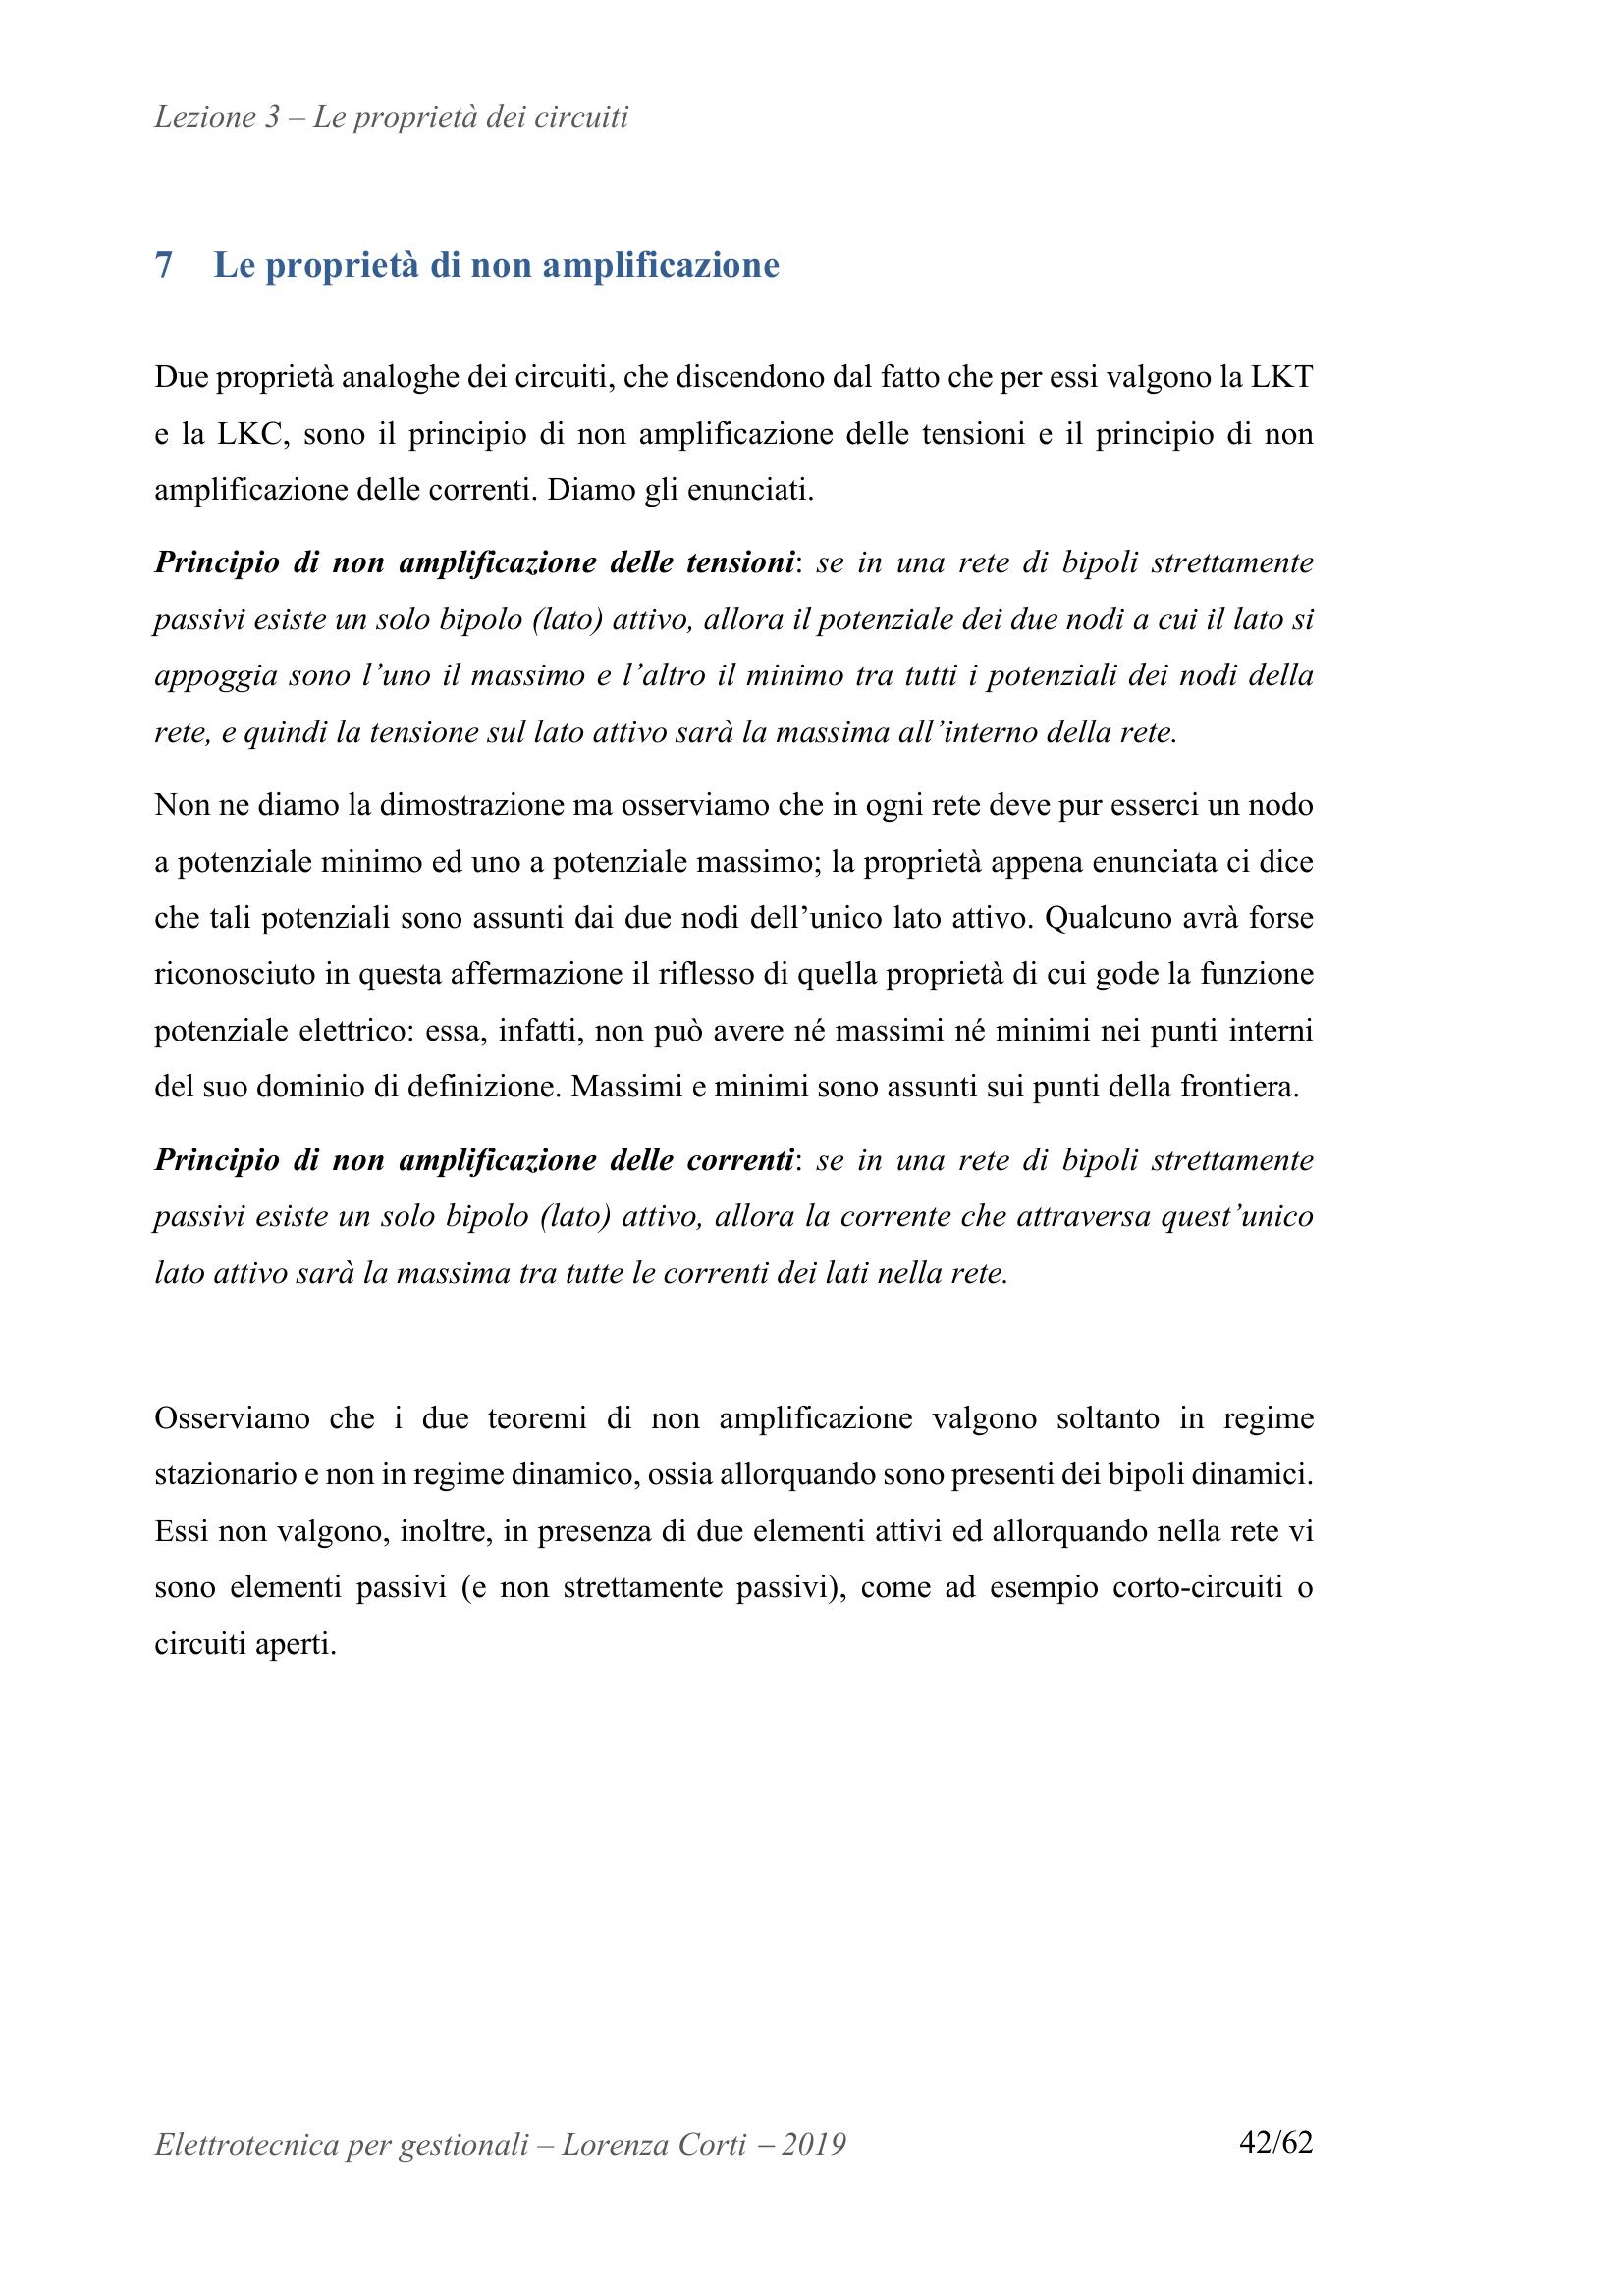 Lezione 3 – Le proprietà dei circuiti
7 Le proprietà di non amplificazione
Due proprietà analoghe dei circuiti, che discendono dal fatto che per essi valgono la LKT
e la LKC, sono il principio di non amplificazione delle tensioni e il principio di non
amplificazione delle correnti. Diamo gli enunciati.
Principio di non amplificazione delle tensioni: se in una rete di bipoli strettamente
passivi esiste un solo bipolo (lato) attivo, allora il potenziale dei due nodi a cui il lato si
appoggia sono l’uno il massimo e l’altro il minimo tra tutti i potenziali dei nodi della
rete, e quindi la tensione sul lato attivo sarà la massima all’interno della rete.
Non ne diamo la dimostrazione ma osserviamo che in ogni rete deve pur esserci un nodo
a potenziale minimo ed uno a potenziale massimo; la proprietà appena enunciata ci dice
che tali potenziali sono assunti dai due nodi dell’unico lato attivo. Qualcuno avrà forse
riconosciuto in questa affermazione il riflesso di quella proprietà di cui gode la funzione
potenziale elettrico: essa, infatti, non può avere né massimi né minimi nei punti interni
del suo dominio di definizione. Massimi e minimi sono assunti sui punti della frontiera.
Principio di non amplificazione delle correnti: se in una rete di bipoli strettamente
passivi esiste un solo bipolo (lato) attivo, allora la corrente che attraversa quest’unico
lato attivo sarà la massima tra tutte le correnti dei lati nella rete.
Osserviamo che i due teoremi di non amplificazione valgono soltanto in regime
stazionario e non in regime dinamico, ossia allorquando sono presenti dei bipoli dinamici.
Essi non valgono, inoltre, in presenza di due elementi attivi ed allorquando nella rete vi
sono elementi passivi (e non strettamente passivi), come ad esempio corto-circuiti o
circuiti aperti.
Elettrotecnica per gestionali – Lorenza Corti – 2019 42/62